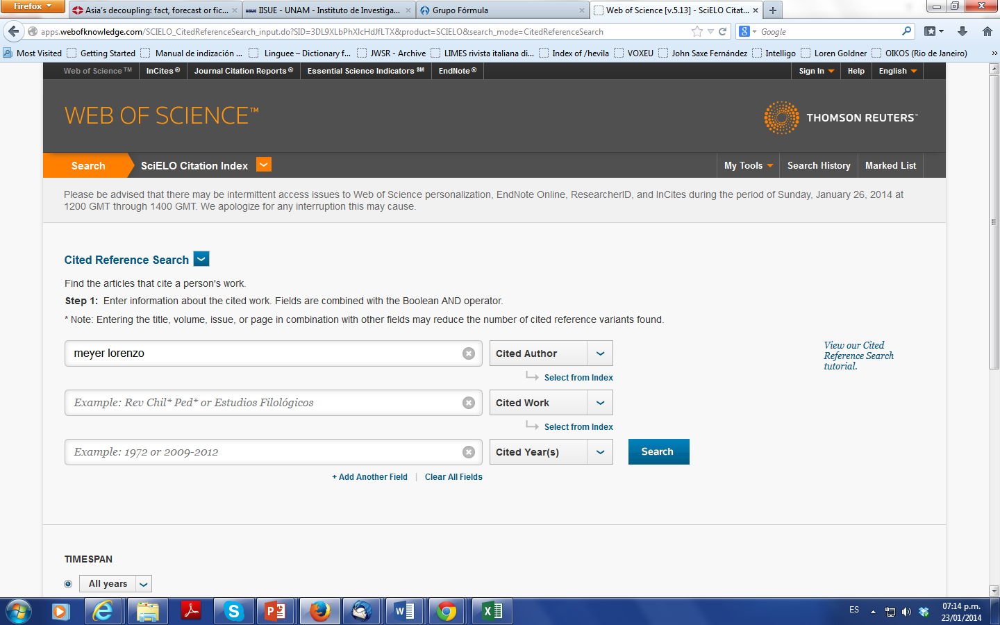 Firefox
Asia's decoupling: fact, forecast or fic...
IISUE - UNAM - Instituto de Investiga...
Grupo Fórmula
Web of Science [v.5.13] - SciELO Citat...
apps.webofknowledge.com/SCIELO_CitedReferenceSearch_input.do?SID=3DL9XLbPhXIcHdJfLTX&product=SCIELO&search_mode=CitedReferenceSearch
Google
Most Visited
Getting Started
Manual de indización ...
Linguee – Dictionary f...
JWSR - Archive
LIMES rivista italiana di...
Index of /hevila
VOXEU
John Saxe Fernández
Intelligo
Loren Goldner
OIKOS (Rio de Janeiro)
Web of Science™
InCites®
Journal Citation Reports®
Essential Science Indicators℠
EndNote®
Sign In
Help
English
WEB OF SCIENCE™
THOMSON REUTERS™
Search
SciELO Citation Index
My Tools
Search History
Marked List
Please be advised that there may be intermittent access issues to Web of Science personalization, EndNote Online, ResearcherID, and InCites during the period of Sunday, January 26, 2014 at
1200 GMT through 1400 GMT. We apologize for any interruption this may cause.
Cited Reference Search
Find the articles that cite a person's work.
Step 1: Enter information about the cited work. Fields are combined with the Boolean AND operator.
* Note: Entering the title, volume, issue, or page in combination with other fields may reduce the number of cited reference variants found.
meyer lorenzo
Cited Author
View our Cited
Reference Search
tutorial.
Select from Index
Example: Rev Chil* Ped* or Estudios Filológicos
Cited Work
Select from Index
Example: 1972 or 2009-2012
Cited Year(s)
Search
+ Add Another Field
Clear All Fields
TIMESPAN
All years
ES
07:14 p.m.
23/01/2014